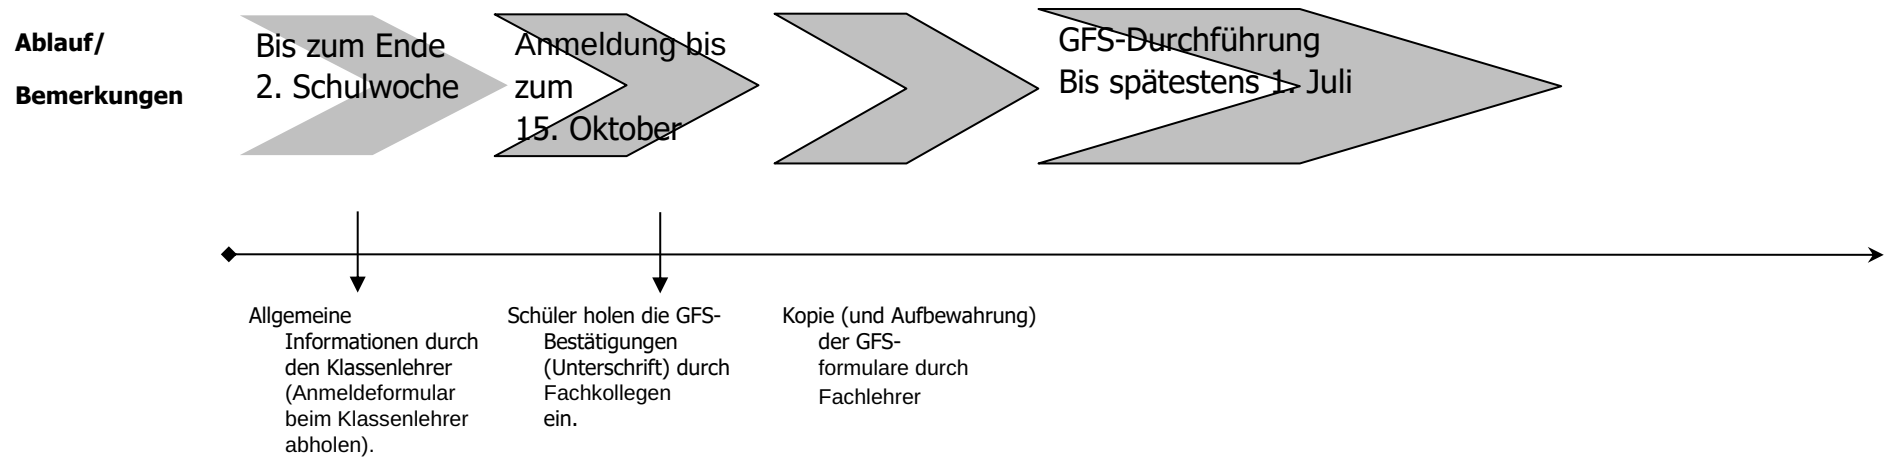 Ablauf/
Bemerkungen
Bis zum Ende
2. Schulwoche
Anmeldung bis
zum
15. Oktober
GFS-Durchführung
Bis spätestens 1. Juli
Allgemeine
Informationen durch
den Klassenlehrer
(Anmeldeformular
beim Klassenlehrer
abholen).
Schüler holen die GFS-
Bestätigungen
(Unterschrift) durch
Fachkollegen
ein.
Kopie (und Aufbewahrung)
der GFS-
formulare durch
Fachlehrer